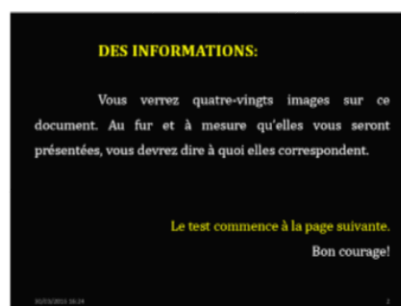 DES INFORMATIONS:
Vous verrez quatre-vingts images sur ce
document. Au fur et à mesure qu'elles vous seront
présentées, vous devrez dire à quoi elles correspondent.
Le test commence à la page suivante.
Bon courage!
2